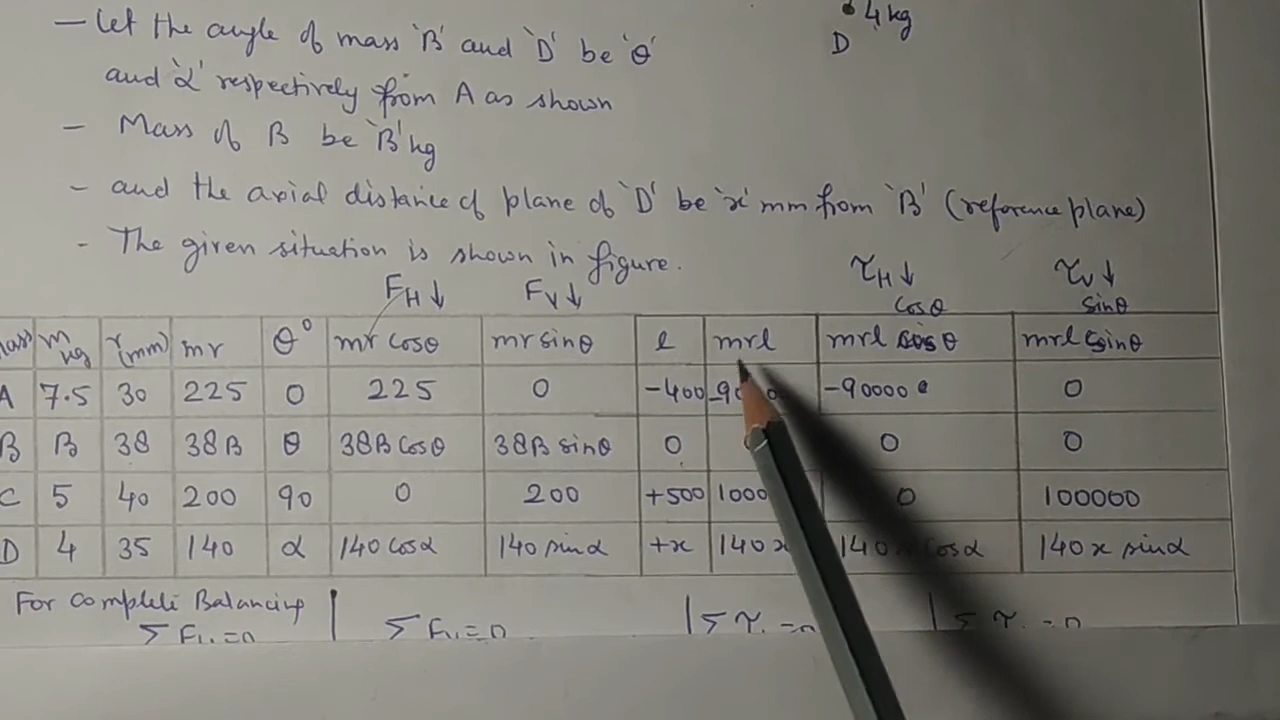 4 kg
D
— Let the angle of mass 'B' and 'D' be 'θ'
and 'α' respectively from A as shown
— Mass of B be 'B' kg
- and the axial distance of plane of 'D' be 'x' mm from 'B' (reference plane)
- The given situation is shown in figure.
F_H↓ F_V↓ τ_H↓ cosθ τ_V↓ sinθ
m kg r (mm) mr θ° mr cosθ mr sinθ l mrl mrl cosθ mrl sinθ
A 7.5 30 225 0 225 0 -400 -90000 0
B B 38 38B θ 38B cosθ 38B sinθ 0 0 0
C 5 40 200 90 0 200 +500 0 100000
D 4 35 140 α 140 cosα 140 sinα +x 140x 140x sinα
For Complete Balancing